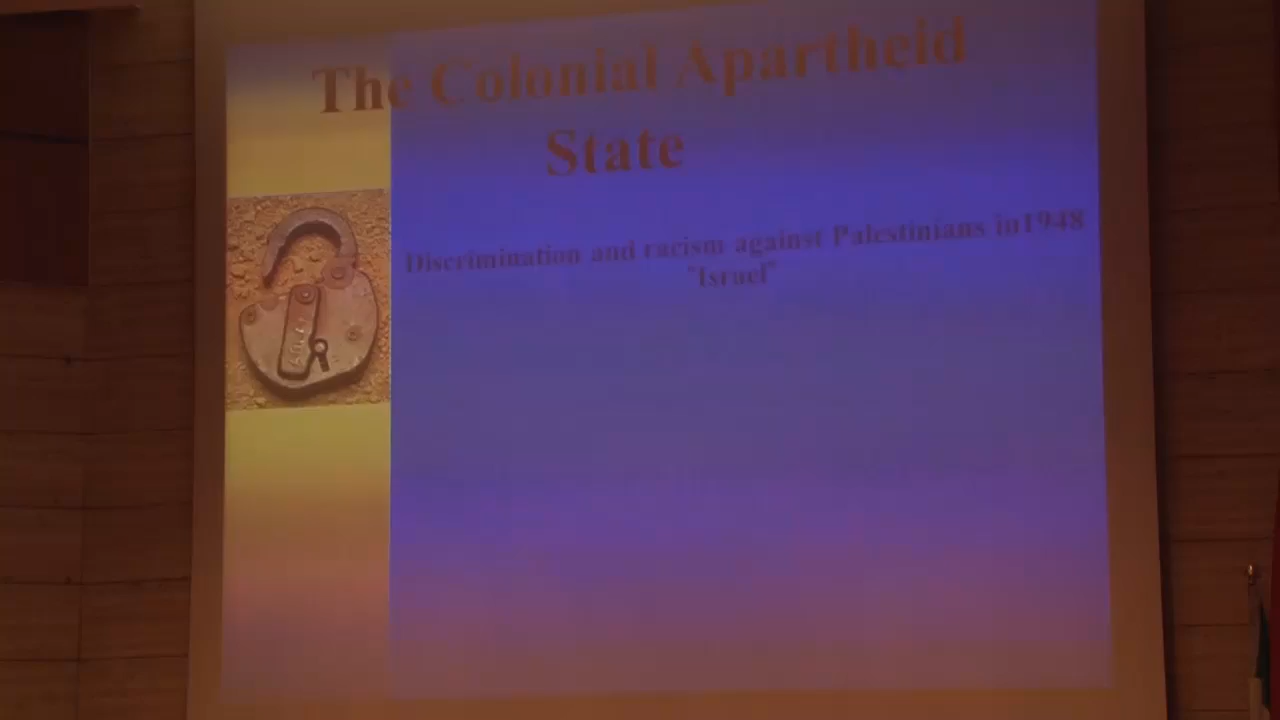 The Colonial Apartheid
State
Discrimination and racism against Palestinians in1948
"Israel"